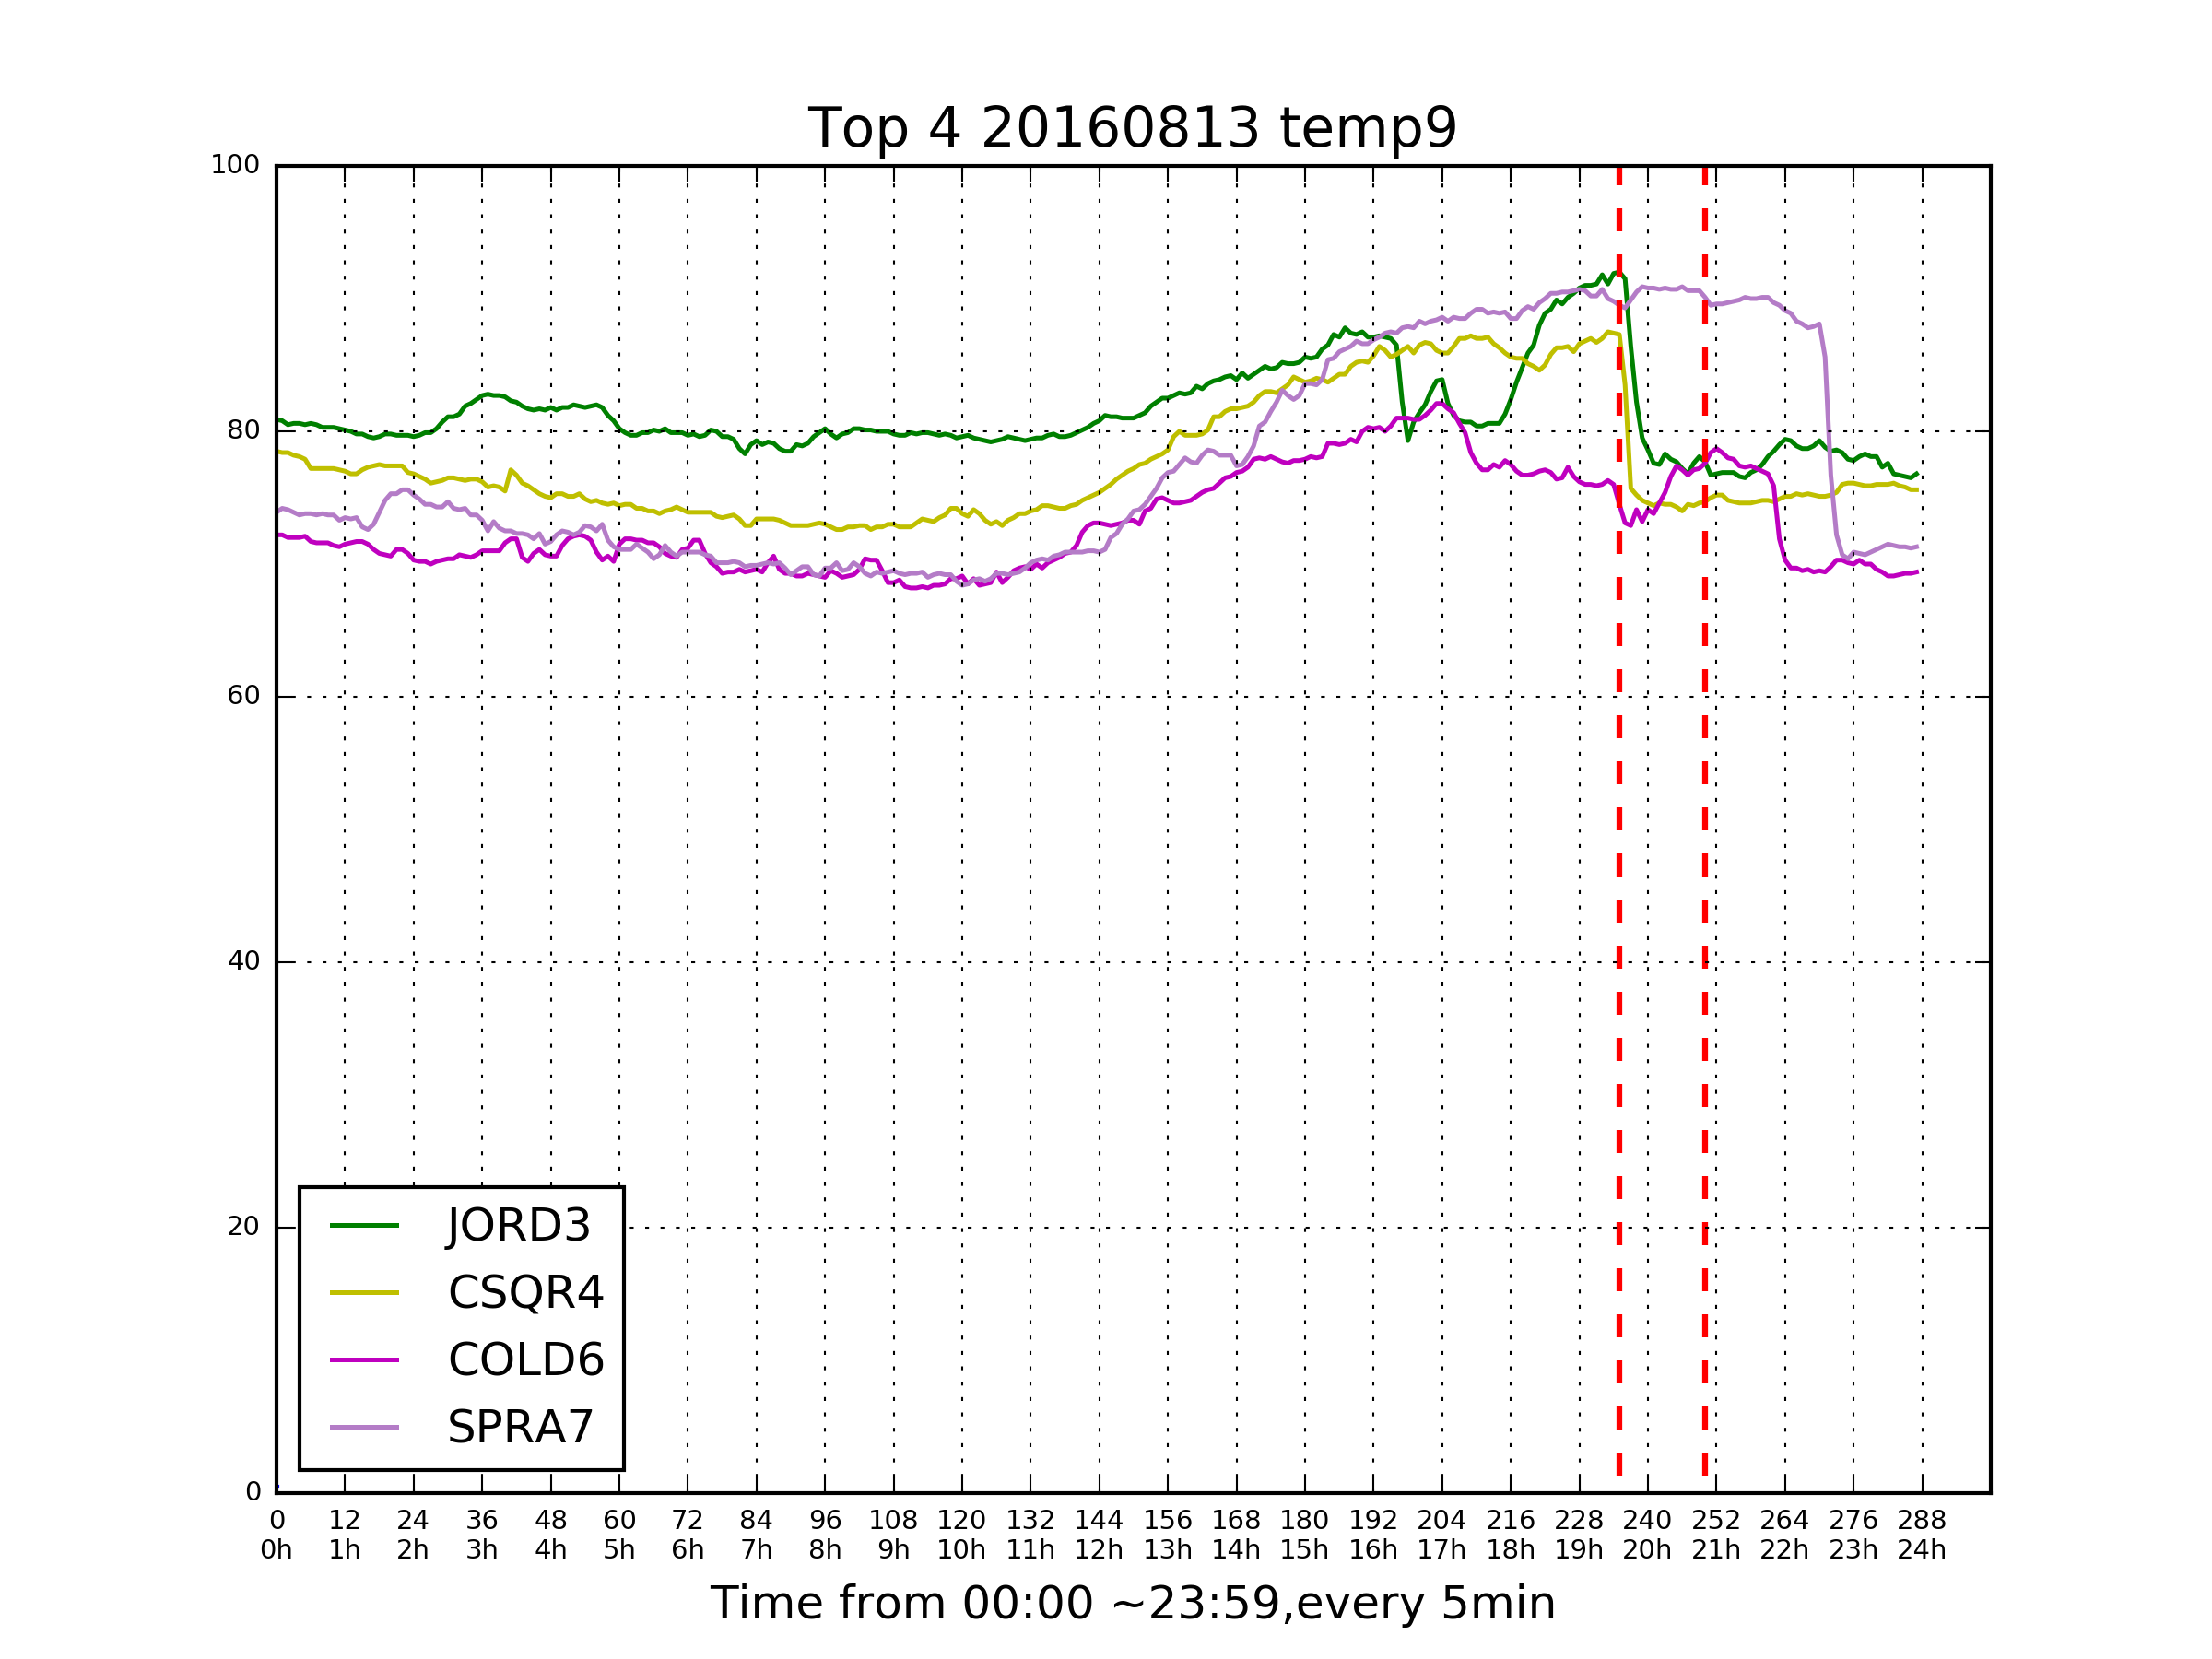 Top 4 20160813 temp9
100
80
60
40
20
0
JORD3
CSQR4
COLD6
SPRA7
0 12 24 36 48 60 72 84 96 108 120 132 144 156 168 180 192 204 216 228 240 252 264 276 288
0h 1h 2h 3h 4h 5h 6h 7h 8h 9h 10h 11h 12h 13h 14h 15h 16h 17h 18h 19h 20h 21h 22h 23h 24h
Time from 00:00 ~23:59,every 5min